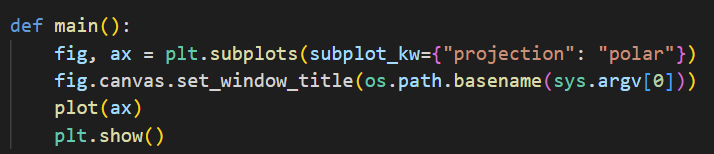 def main():
    fig, ax = plt.subplots(subplot_kw={"projection": "polar"})
    fig.canvas.set_window_title(os.path.basename(sys.argv[0]))
    plot(ax)
    plt.show()